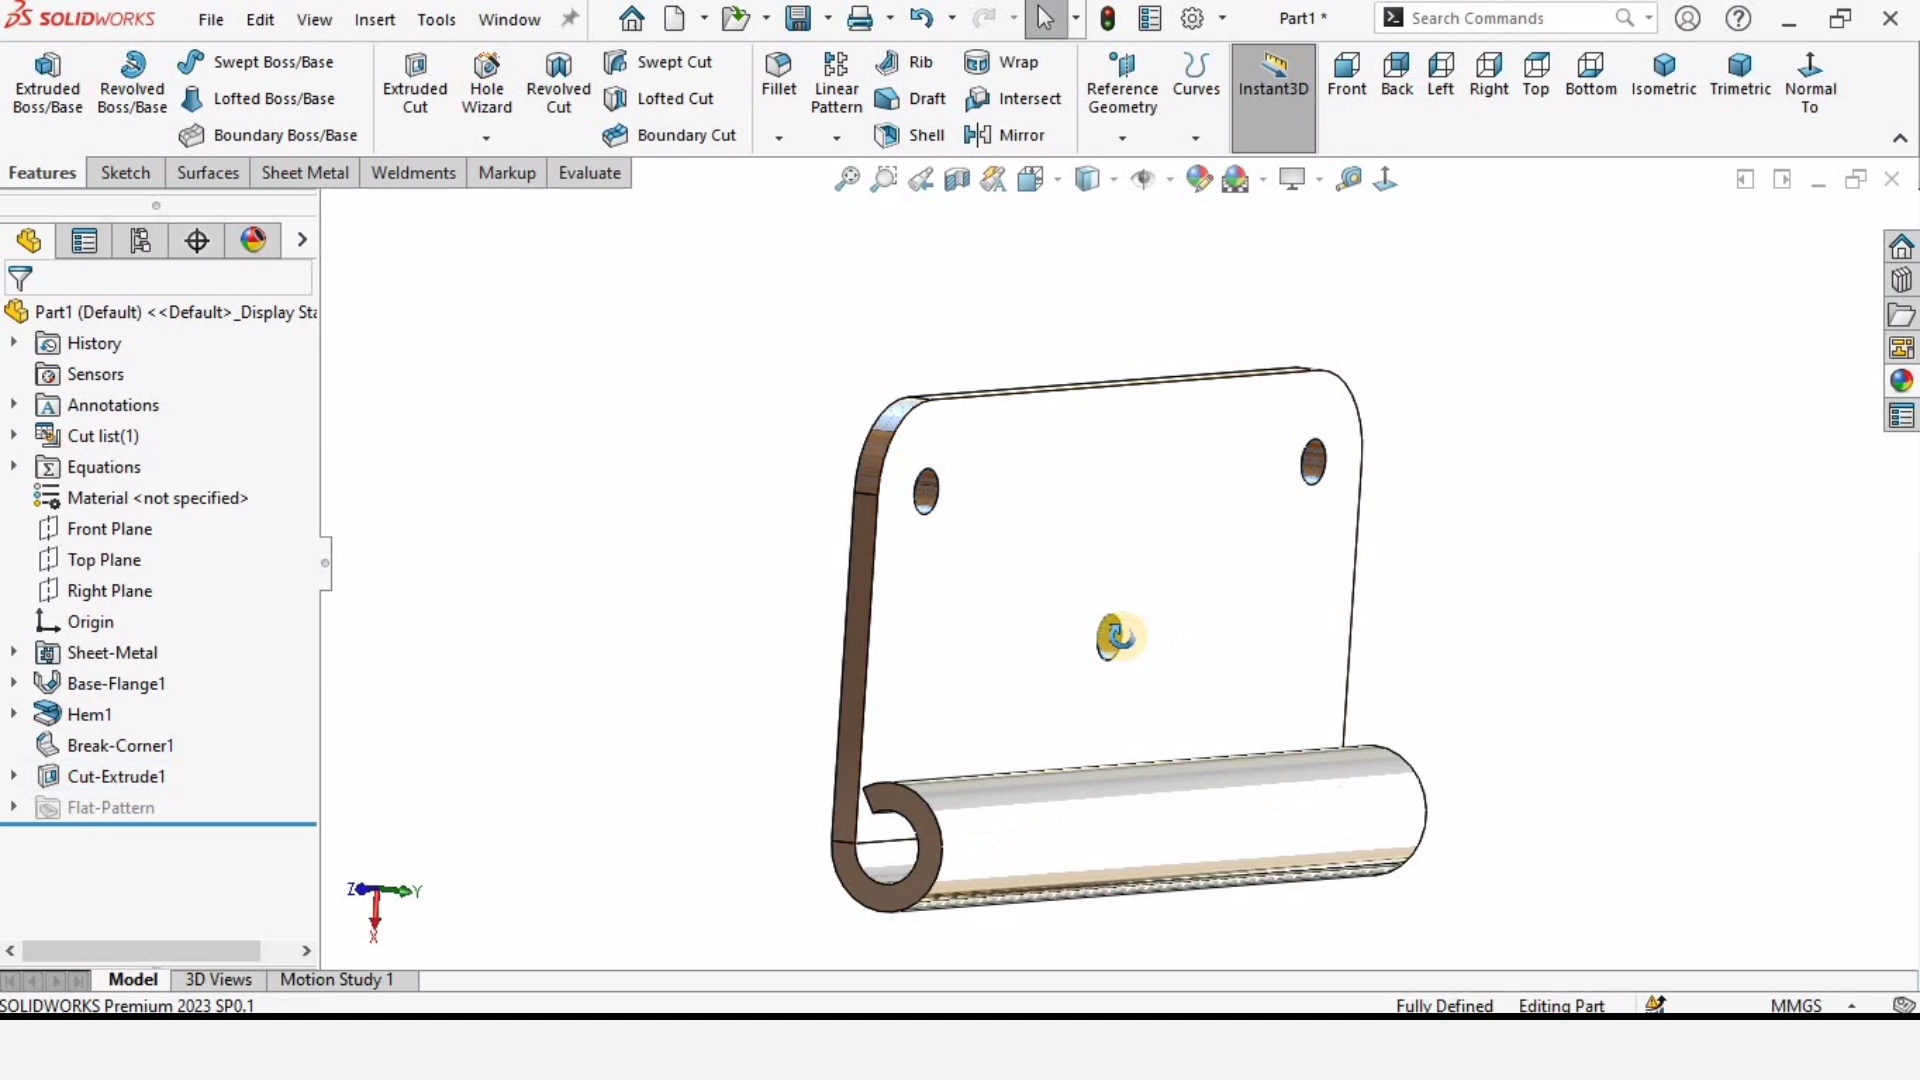 SOLIDWORKS File Edit View Insert Tools Window Part1 * Search Commands
Extruded Boss/Base
Revolved Boss/Base
Swept Boss/Base
Lofted Boss/Base
Boundary Boss/Base
Extruded Cut
Hole Wizard
Revolved Cut
Swept Cut
Lofted Cut
Boundary Cut
Fillet
Linear Pattern
Rib
Draft
Shell
Wrap
Intersect
Mirror
Reference Geometry
Curves
Instant3D
Front
Back
Left
Right
Top
Bottom
Isometric
Trimetric
Normal To
Features Sketch Surfaces Sheet Metal Weldments Markup Evaluate
Part1 (Default) <<Default>_Display Sta
History
Sensors
Annotations
Cut list(1)
Equations
Material <not specified>
Front Plane
Top Plane
Right Plane
Origin
Sheet-Metal
Base-Flange1
Hem1
Break-Corner1
Cut-Extrude1
Flat-Pattern
Z Y
X
Model 3D Views Motion Study 1
SOLIDWORKS Premium 2023 SP0.1 Fully Defined Editing Part MMGS